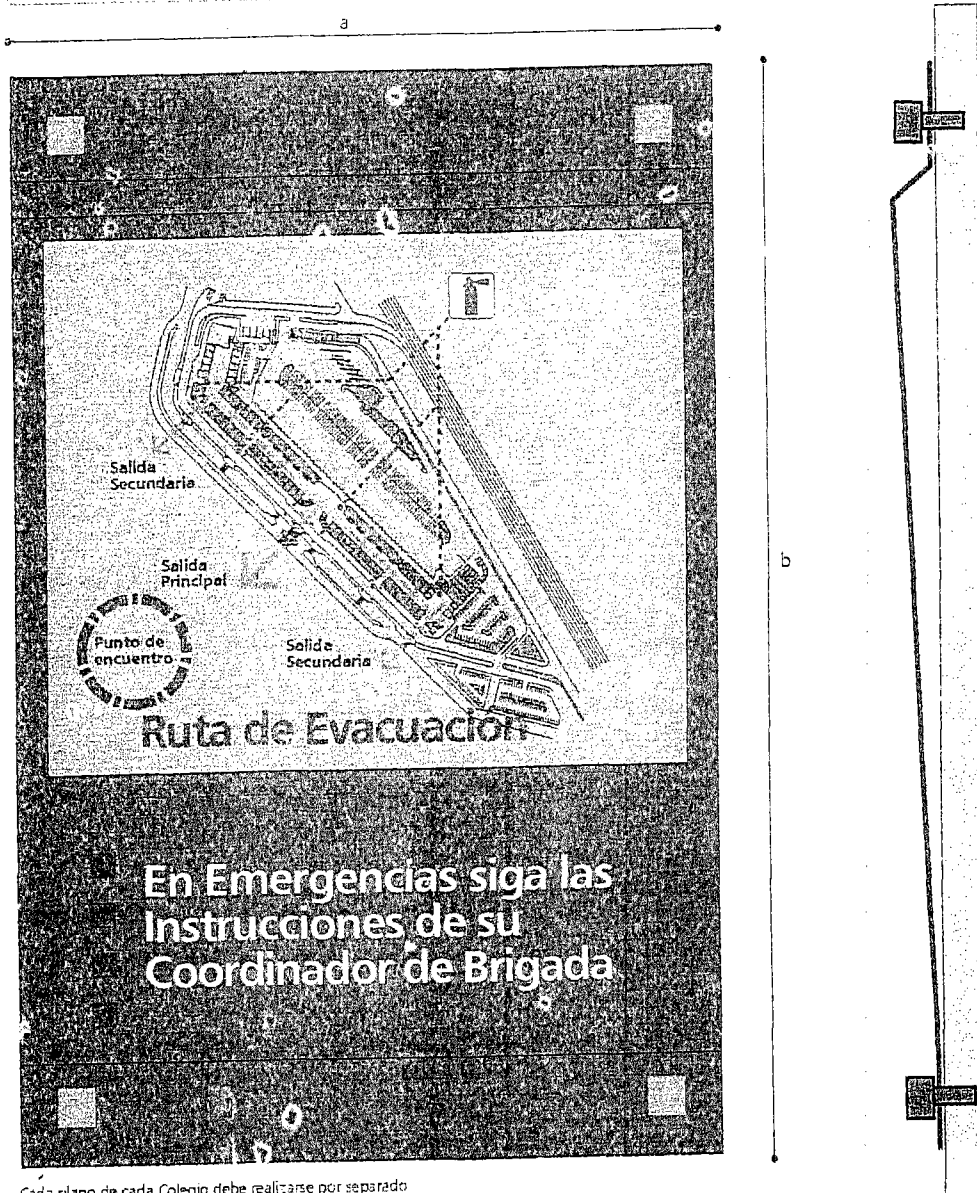 a
b
Salida
Secundaria
Salida
Principal
Punto de
encuentro
Salida
Secundaria
Ruta de Evacuación
En Emergencias siga las
Instrucciones de su
Coordinador de Brigada
Cada plano de cada Colegio debe realizarse por separado